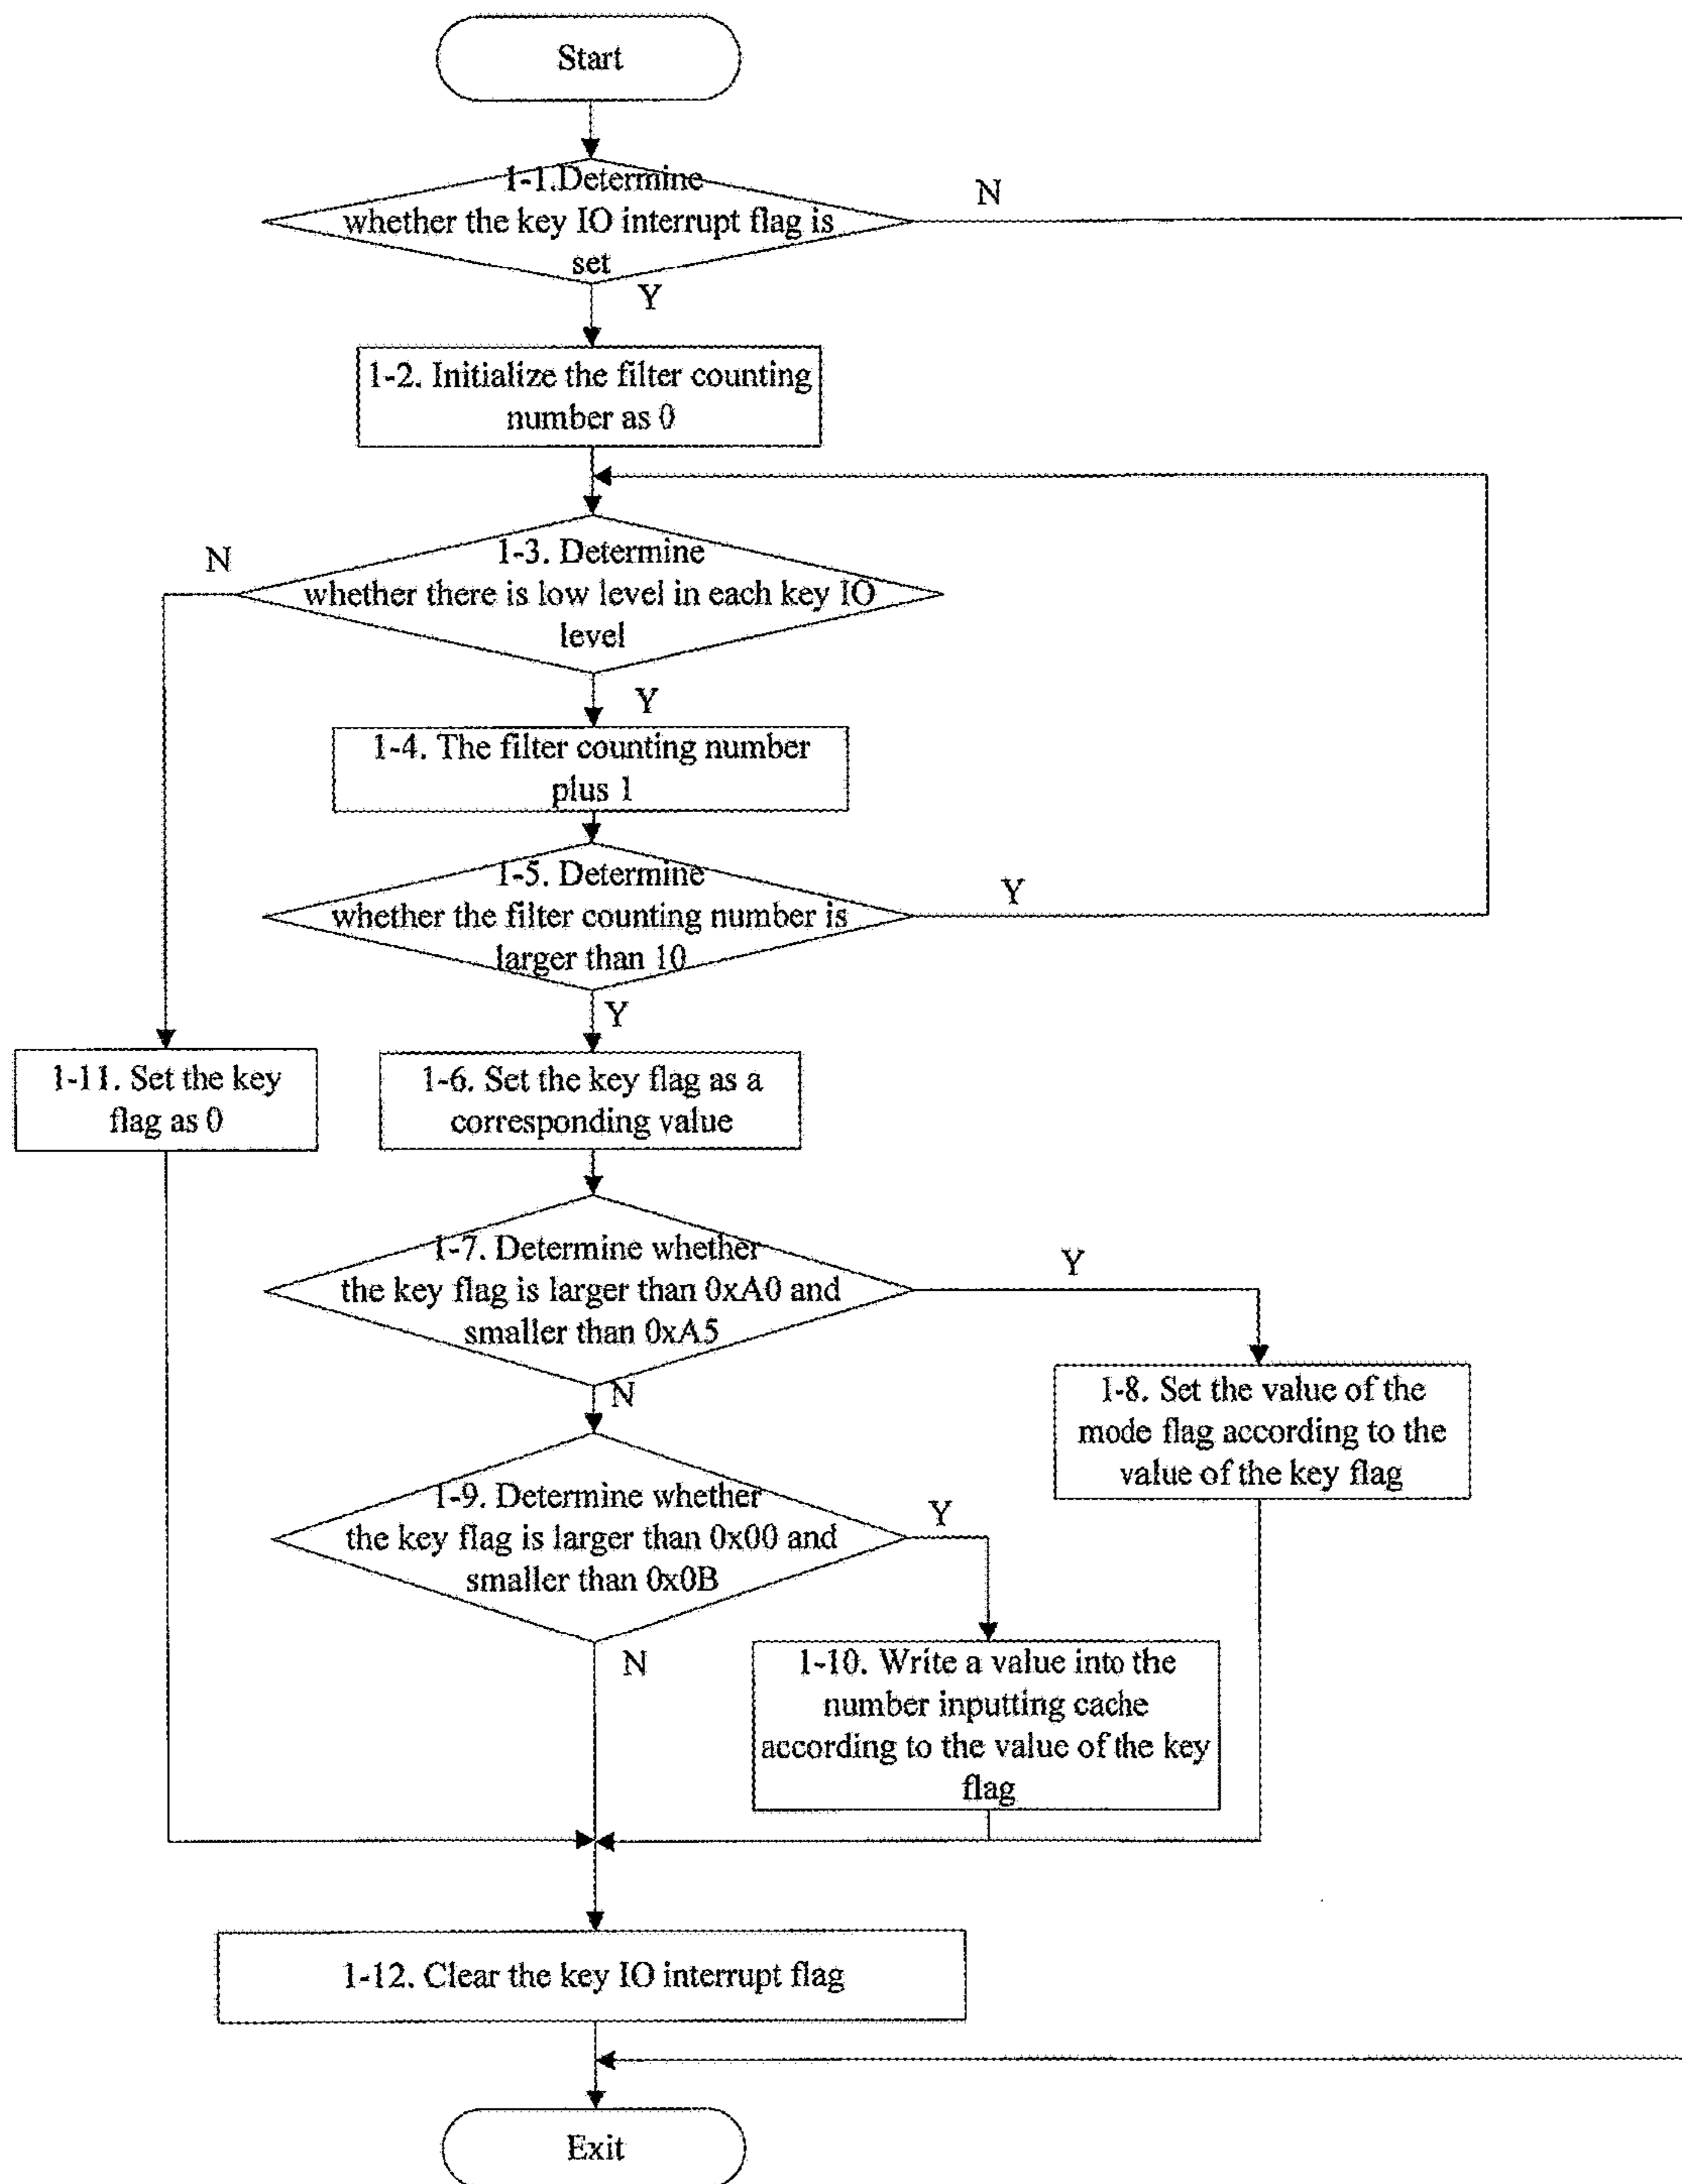 Start
1-1.Determine
whether the key IO interrupt flag is
set
N
Y
1-2. Initialize the filter counting
number as 0
N
1-3. Determine
whether there is low level in each key IO
level
Y
1-4. The filter counting number
plus 1
1-5. Determine
whether the filter counting number is
larger than 10
Y
Y
1-11. Set the key
flag as 0
1-6. Set the key flag as a
corresponding value
1-7. Determine whether
the key flag is larger than 0xA0 and
smaller than 0xA5
Y
N
1-8. Set the value of the
mode flag according to the
value of the key flag
1-9. Determine whether
the key flag is larger than 0x00 and
smaller than 0x0B
Y
N
1-10. Write a value into the
number inputting cache
according to the value of the key
flag
1-12. Clear the key IO interrupt flag
Exit